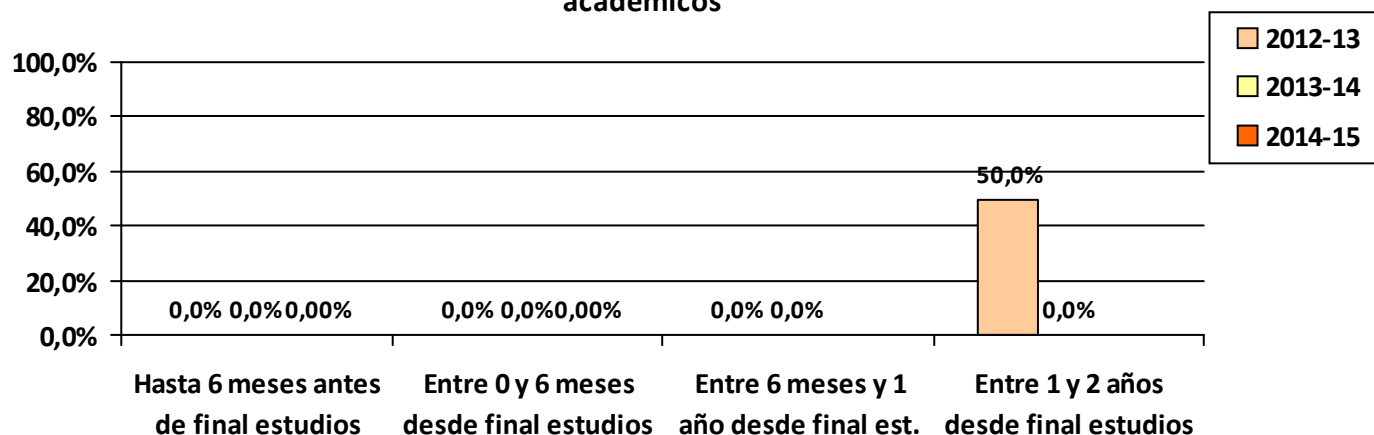 académicos
2012-13
2013-14
2014-15
100,0%
80,0%
60,0%
40,0%
20,0%
0,0%
50,0%
0,0% 0,0% 0,00%
0,0% 0,0% 0,00%
0,0% 0,0%
0,0%
Hasta 6 meses antes
de final estudios
Entre 0 y 6 meses
desde final estudios
Entre 6 meses y 1
año desde final est.
Entre 1 y 2 años
desde final estudios